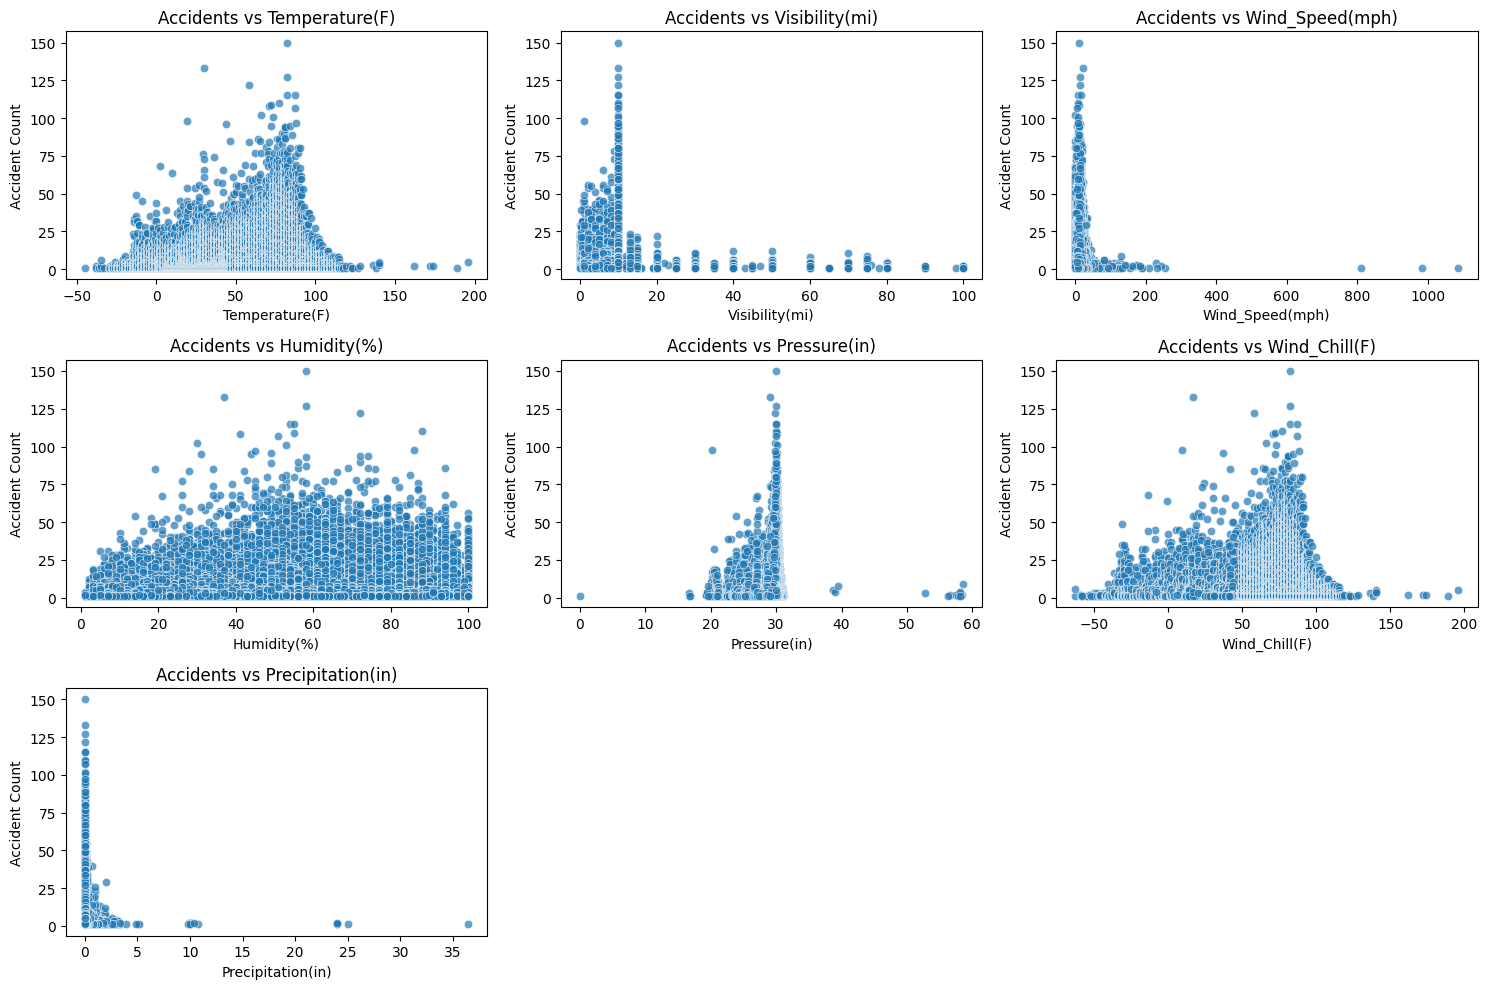 Accidents vs Temperature(F)
Accident Count
150
125
100
75
50
25
0
−50 0 50 100 150 200
Temperature(F)
Accidents vs Visibility(mi)
Accident Count
150
125
100
75
50
25
0
0 20 40 60 80 100
Visibility(mi)
Accidents vs Wind_Speed(mph)
Accident Count
150
125
100
75
50
25
0
0 200 400 600 800 1000
Wind_Speed(mph)
Accidents vs Humidity(%)
Accident Count
150
125
100
75
50
25
0
0 20 40 60 80 100
Humidity(%)
Accidents vs Pressure(in)
Accident Count
150
125
100
75
50
25
0
0 10 20 30 40 50 60
Pressure(in)
Accidents vs Wind_Chill(F)
Accident Count
150
125
100
75
50
25
0
−50 0 50 100 150 200
Wind_Chill(F)
Accidents vs Precipitation(in)
Accident Count
150
125
100
75
50
25
0
0 5 10 15 20 25 30 35
Precipitation(in)